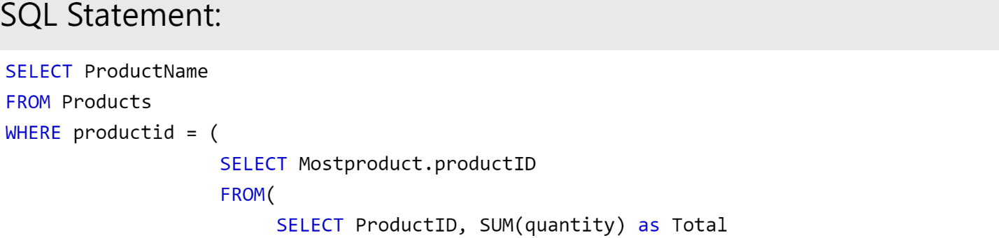 SQL Statement:
SELECT ProductName
FROM Products
WHERE productid = (
SELECT Mostproduct.productID
FROM(
SELECT ProductID, SUM(quantity) as Total